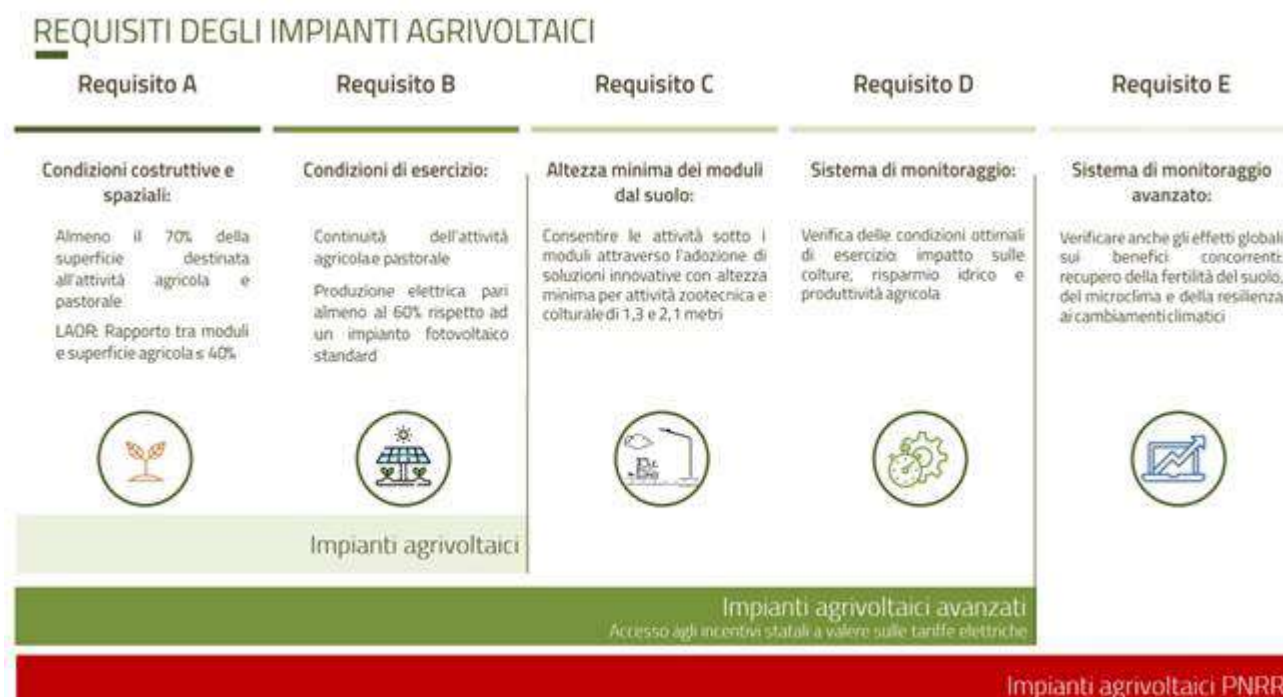 REQUISITI DEGLI IMPIANTI AGRIVOLTAICI
Requisito A
Condizioni costruttive e
spaziali:
Almeno il 70% della
superficie destinata
all'attività agricola e
pastorale
LAOR: Rapporto tra moduli
e superficie agricola ≤ 40%
Requisito B
Condizioni di esercizio:
Continuità dell'attività
agricola e pastorale
Produzione elettrica pari
almeno al 60% rispetto ad
un impianto fotovoltaico
standard
Requisito C
Altezza minima dei moduli
dal suolo:
Consentire le attività sotto i
moduli attraverso l'adozione di
soluzioni innovative con altezza
minima per attività zootecnica e
colturale di 1,3 e 2,1 metri
Requisito D
Sistema di monitoraggio:
Verifica delle condizioni ottimali
di esercizio: impatto sulle
colture, risparmio idrico e
produttività agricola
Requisito E
Sistema di monitoraggio
avanzato:
Verificare anche gli effetti globali
sui benefici concorrenti:
recupero della fertilità del suolo,
del microclima e della resilienza
ai cambiamenti climatici
Impianti agrivoltaici
Impianti agrivoltaici avanzati
Accesso agli incentivi statali a valere sulle tariffe elettriche
Impianti agrivoltaici PNRR